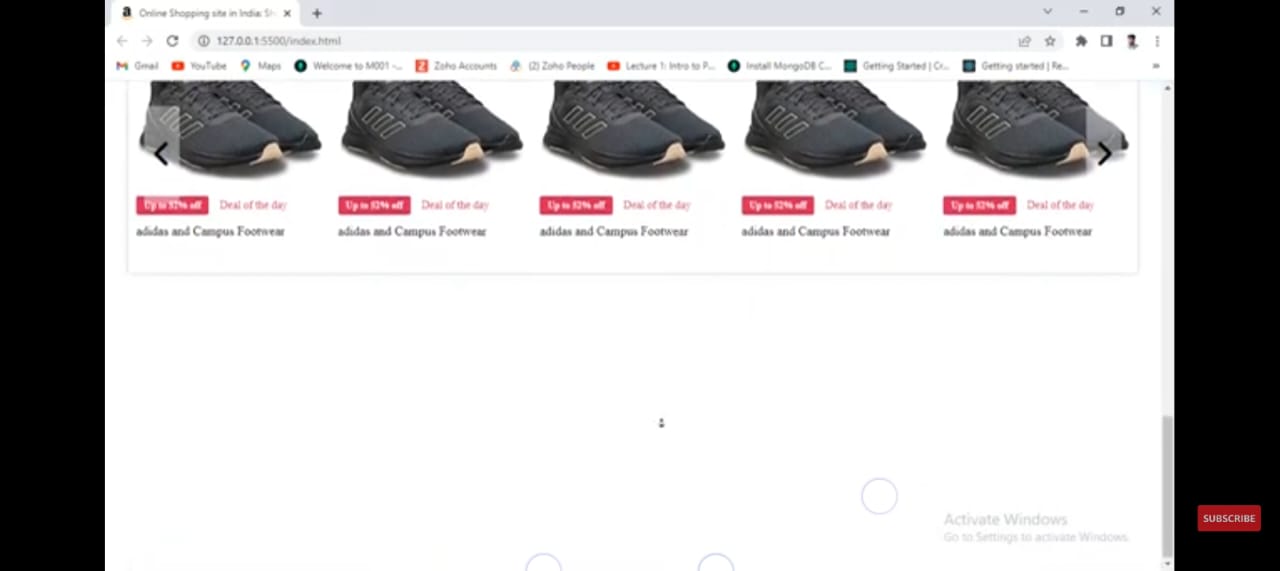 Online Shopping site in India: Sh
127.0.0.1:5500/index.html
Gmail YouTube Maps Welcome to M001 -... Zoho Accounts (2) Zoho People Lecture 1: Intro to P... Install MongoDB C... Getting Started | Cr... Getting started | Re... »
Up to 52% off Deal of the day Up to 52% off Deal of the day Up to 52% off Deal of the day Up to 52% off Deal of the day Up to 52% off Deal of the day
adidas and Campus Footwear adidas and Campus Footwear adidas and Campus Footwear adidas and Campus Footwear adidas and Campus Footwear
Activate Windows
Go to Settings to activate Windows.
SUBSCRIBE